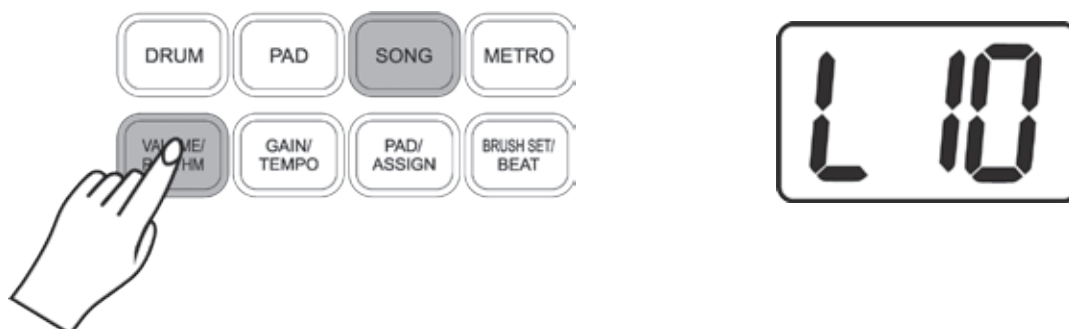 DRUM
PAD
SONG
METRO
GAIN/
TEMPO
PAD/
ASSIGN
BRUSH SET/
BEAT
L 10